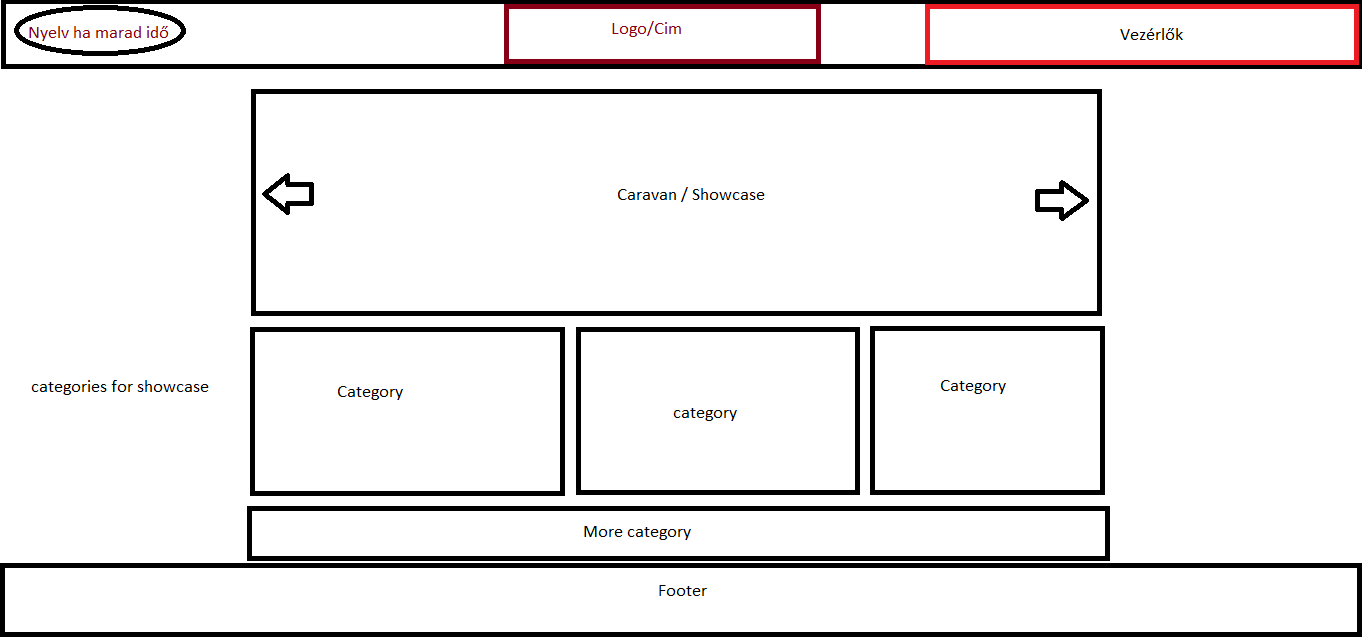 Nyelv ha marad idő
Logo/Cim
Vezérlők
Caravan / Showcase
categories for showcase
Category
category
Category
More category
Footer